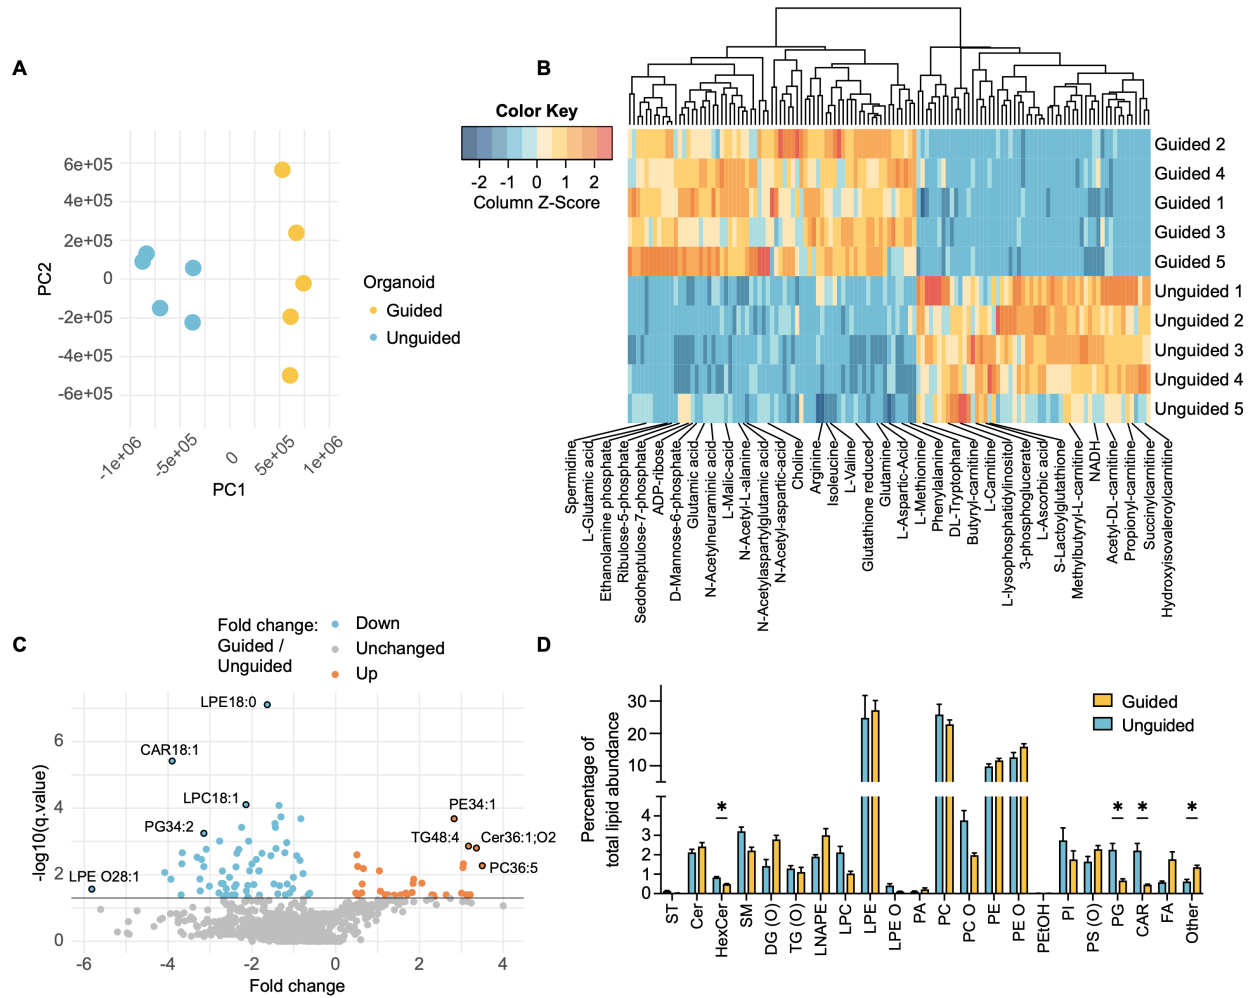 A
6e+05
4e+05
2e+05
0
-2e+05
-4e+05
-6e+05
PC2
-1e+06
-5e+05
0
5e+05
1e+06
PC1
Organoid
Guided
Unguided
B
Color Key
-2 -1 0 1 2
Column Z-Score
Guided 2
Guided 4
Guided 1
Guided 3
Guided 5
Unguided 1
Unguided 2
Unguided 3
Unguided 4
Unguided 5
Spermidine
L-Glutamic acid
Ethanolamine phosphate
Ribulose-5-phosphate
Sedoheptulose-7-phosphate
ADP-ribose
D-Mannose-6-phosphate
Glutamic acid
N-Acetylneuraminic acid
L-Malic-acid
N-Acetyl-L-alanine
N-Acetylaspartylglutamic acid
N-Acetyl-aspartic-acid
Choline
Arginine
Isoleucine
L-Valine
Glutathione reduced
Glutamine
L-Aspartic-Acid
L-Methionine
Phenylalanine
DL-Tryptophan
Butyryl-carnitine
L-Carnitine
L-lysophosphatidylinositol
3-phosphoglycerate
L-Ascorbic acid
S-Lactoylglutathione
Methylbutyryl-L-carnitine
NADH
Acetyl-DL-carnitine
Propionyl-carnitine
Succinylcarnitine
Hydroxyisovaleroylcarnitine
C
Fold change:
Guided /
Unguided
Down
Unchanged
Up
LPE18:0
CAR18:1
LPC18:1
PG34:2
LPE O28:1
PE34:1
TG48:4
Cer36:1;O2
PC36:5
-log10(q.value)
6
4
2
0
-6 -4 -2 0 2 4
Fold change
D
Percentage of
total lipid abundance
30
20
10
4
3
2
1
0
Guided
Unguided
*
*
*
*
ST
Cer
HexCer
SM
DG (O)
TG (O)
LNAPE
LPC
LPE
LPE O
PA
PC
PC O
PE
PE O
PEtOH
PI
PS (O)
PG
CAR
FA
Other